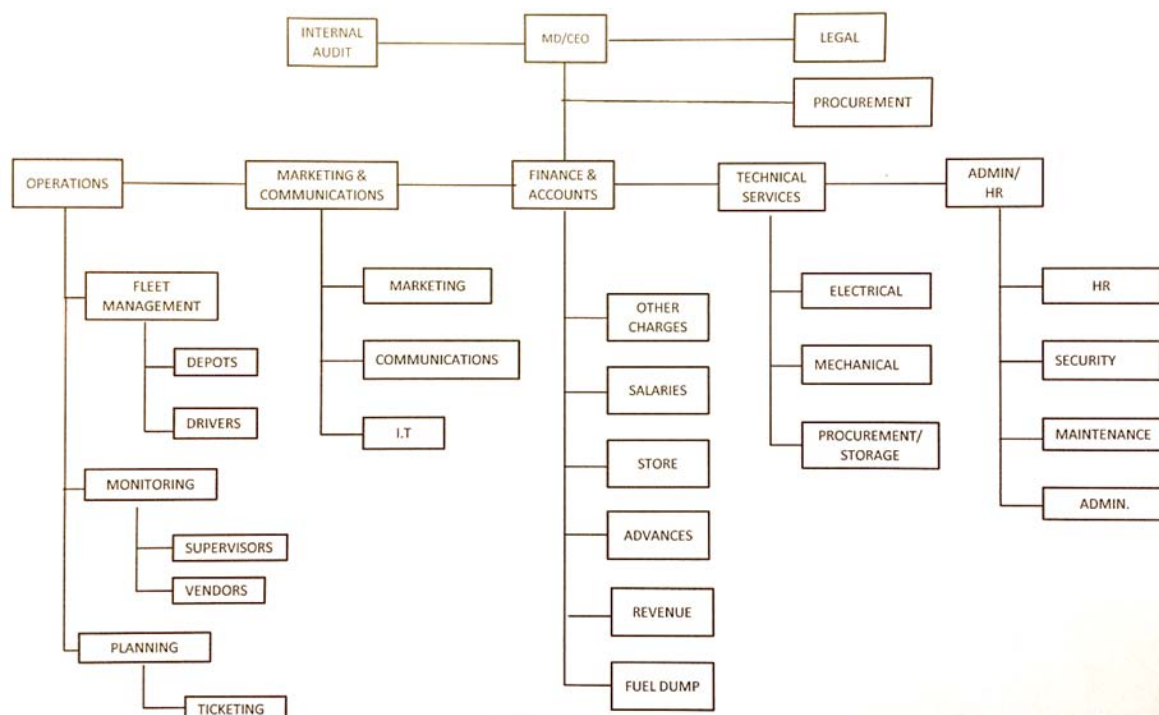 INTERNAL
AUDIT
MD/CEO
LEGAL
PROCUREMENT
OPERATIONS
MARKETING &
COMMUNICATIONS
FINANCE &
ACCOUNTS
TECHNICAL
SERVICES
ADMIN/
HR
FLEET
MANAGEMENT
DEPOTS
DRIVERS
MONITORING
SUPERVISORS
VENDORS
PLANNING
TICKETING
MARKETING
COMMUNICATIONS
I.T
OTHER
CHARGES
SALARIES
STORE
ADVANCES
REVENUE
FUEL DUMP
ELECTRICAL
MECHANICAL
PROCUREMENT/
STORAGE
HR
SECURITY
MAINTENANCE
ADMIN.